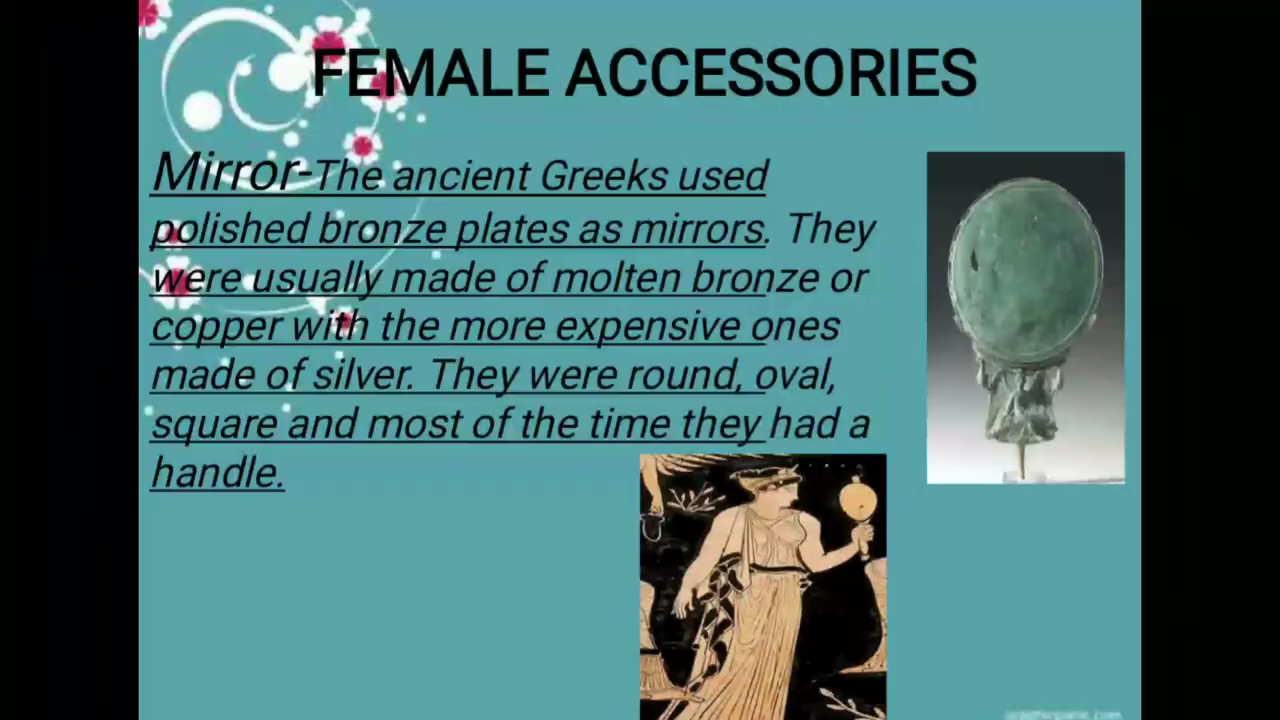 FEMALE ACCESSORIES
Mirror-The ancient Greeks used
polished bronze plates as mirrors. They
were usually made of molten bronze or
copper with the more expensive ones
made of silver. They were round, oval,
square and most of the time they had a
handle.